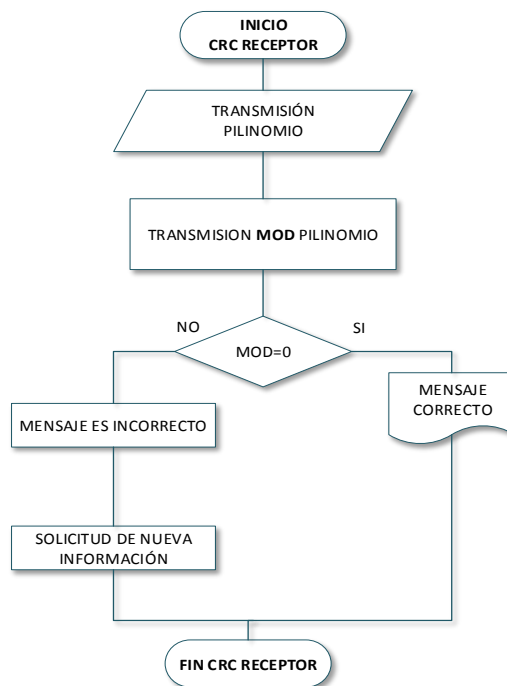 INICIO
CRC RECEPTOR
TRANSMISIÓN
PILINOMIO
TRANSMISION MOD PILINOMIO
NO
SI
MOD=0
MENSAJE ES INCORRECTO
MENSAJE
CORRECTO
SOLICITUD DE NUEVA
INFORMACIÓN
FIN CRC RECEPTOR